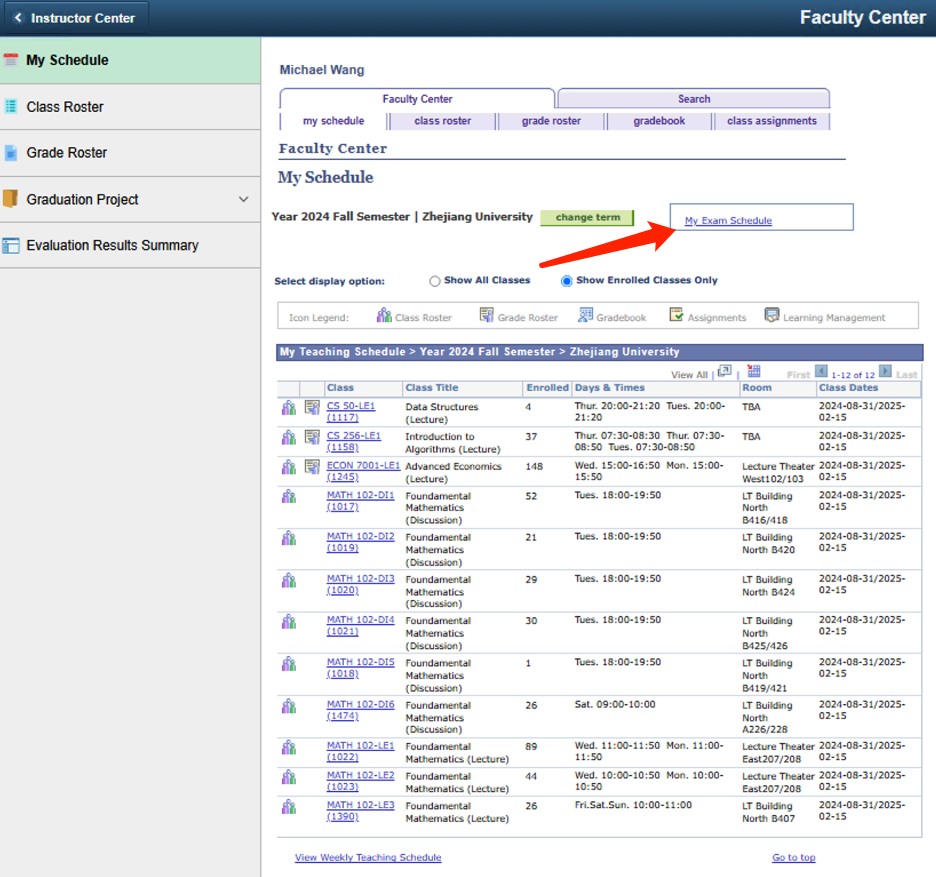 Instructor Center
Faculty Center
My Schedule
Class Roster
Grade Roster
Graduation Project
Evaluation Results Summary
Michael Wang
Faculty Center
Search
my schedule
class roster
grade roster
gradebook
class assignments
Faculty Center
My Schedule
Year 2024 Fall Semester | Zhejiang University
change term
My Exam Schedule
Select display option:
Show All Classes
Show Enrolled Classes Only
Icon Legend:
Class Roster
Grade Roster
Gradebook
Assignments
Learning Management
My Teaching Schedule > Year 2024 Fall Semester > Zhejiang University
View All | | First 1-12 of 12 Last
Class
Class Title
Enrolled
Days & Times
Room
Class Dates
CS 50-LE1
(1117)
Data Structures
(Lecture)
4
Thur. 20:00-21:20 Tues. 20:00-
21:20
TBA
2024-08-31/2025-
02-15
CS 256-LE1
(1158)
Introduction to
Algorithms (Lecture)
37
Thur. 07:30-08:30 Thur. 07:30-
08:50 Tues. 07:30-08:50
TBA
2024-08-31/2025-
02-15
ECON 7001-LE1
(1245)
Advanced Economics
(Lecture)
148
Wed. 15:00-16:50 Mon. 15:00-
15:50
Lecture Theater
West102/103
2024-08-31/2025-
02-15
MATH 102-DI1
(1017)
Foundamental
Mathematics
(Discussion)
52
Tues. 18:00-19:50
LT Building
North
B416/418
2024-08-31/2025-
02-15
MATH 102-DI2
(1019)
Foundamental
Mathematics
(Discussion)
21
Tues. 18:00-19:50
LT Building
North B420
2024-08-31/2025-
02-15
MATH 102-DI3
(1020)
Foundamental
Mathematics
(Discussion)
29
Tues. 18:00-19:50
LT Building
North B424
2024-08-31/2025-
02-15
MATH 102-DI4
(1021)
Foundamental
Mathematics
(Discussion)
30
Tues. 18:00-19:50
LT Building
North
B425/426
2024-08-31/2025-
02-15
MATH 102-DI5
(1018)
Foundamental
Mathematics
(Discussion)
1
Tues. 18:00-19:50
LT Building
North
B419/421
2024-08-31/2025-
02-15
MATH 102-DI6
(1474)
Foundamental
Mathematics
(Discussion)
26
Sat. 09:00-10:00
LT Building
North
A226/228
2024-08-31/2025-
02-15
MATH 102-LE1
(1022)
Foundamental
Mathematics (Lecture)
89
Wed. 11:00-11:50 Mon. 11:00-
11:50
Lecture Theater
East207/208
2024-08-31/2025-
02-15
MATH 102-LE2
(1023)
Foundamental
Mathematics (Lecture)
44
Wed. 10:00-10:50 Mon. 10:00-
10:50
Lecture Theater
East207/208
2024-08-31/2025-
02-15
MATH 102-LE3
(1390)
Foundamental
Mathematics (Lecture)
26
Fri.Sat.Sun. 10:00-11:00
LT Building
North B407
2024-08-31/2025-
02-15
View Weekly Teaching Schedule
Go to top